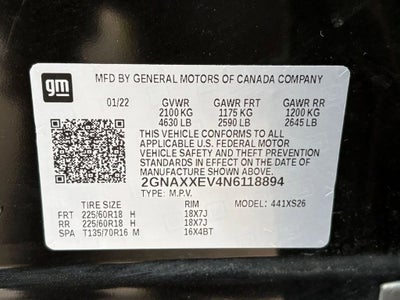 gm
MFD BY GENERAL MOTORS OF CANADA COMPANY
01/22 GVWR GAWR FRT GAWR RR
2100 KG 1175 KG 1200 KG
4630 LB 2590 LB 2645 LB
THIS VEHICLE CONFORMS TO ALL
APPLICABLE U.S. FEDERAL MOTOR
VEHICLE SAFETY AND THEFT PREVENTION
STANDARDS IN EFFECT ON THE DATE OF
MANUFACTURE SHOWN ABOVE.
2GNAXXEV4N6118894
TYPE: M.P.V. MODEL: 441XS26
TIRE SIZE RIM
FRT 225/60R18 H 18X7J
RR 225/60R18 H 18X7J
SPA T135/70R16 M 16X4BT